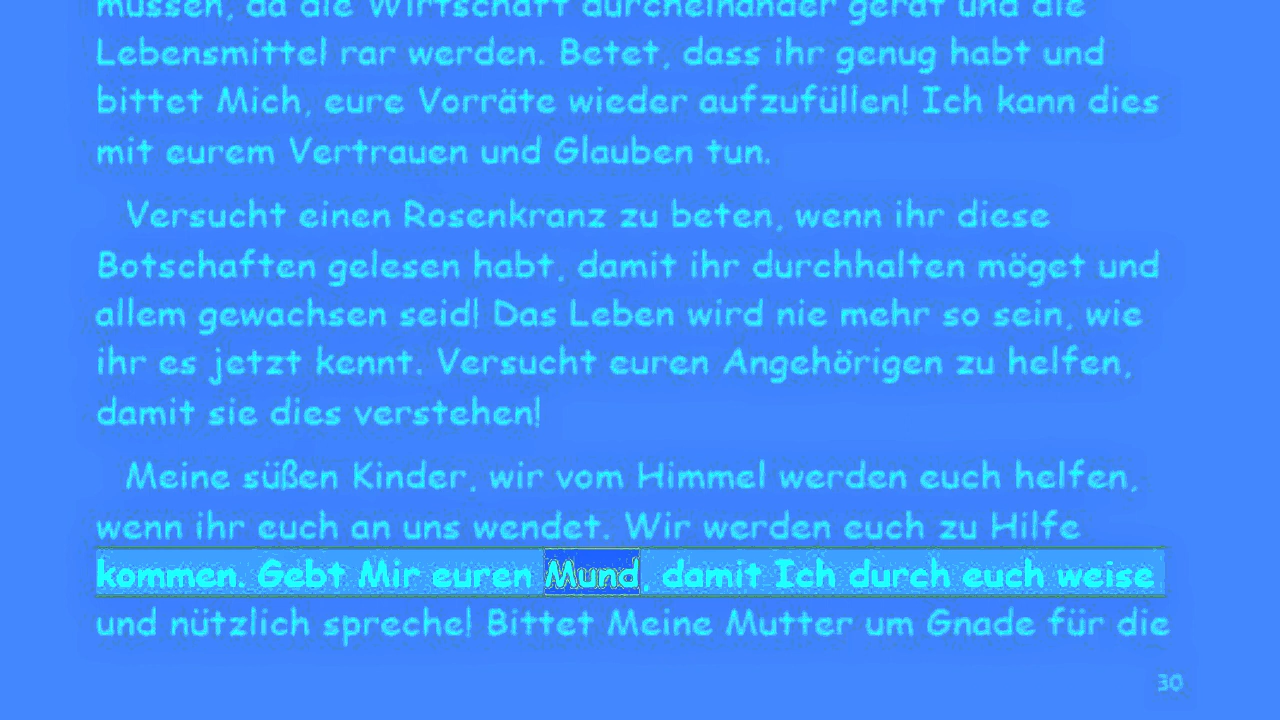 müssen, da die Wirtschaft durcheinander gerät und die
Lebensmittel rar werden. Betet, dass ihr genug habt und
bittet Mich, eure Vorräte wieder aufzufüllen! Ich kann dies
mit eurem Vertrauen und Glauben tun.
Versucht einen Rosenkranz zu beten, wenn ihr diese
Botschaften gelesen habt, damit ihr durchhalten möget und
allem gewachsen seid! Das Leben wird nie mehr so sein, wie
ihr es jetzt kennt. Versucht euren Angehörigen zu helfen,
damit sie dies verstehen!
Meine süßen Kinder, wir vom Himmel werden euch helfen,
wenn ihr euch an uns wendet. Wir werden euch zu Hilfe
kommen. Gebt Mir euren Mund, damit Ich durch euch weise
und nützlich spreche! Bittet Meine Mutter um Gnade für die
30